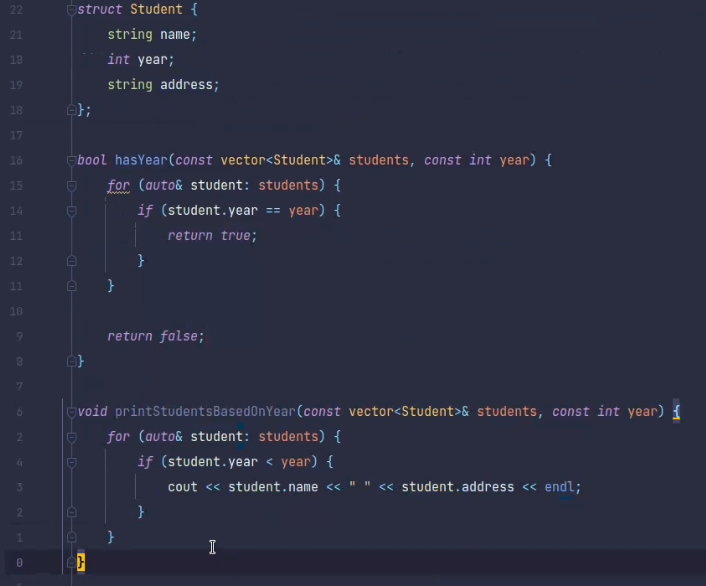 22 struct Student {
21 string name;
18 int year;
19 string address;
18 };
17
16 bool hasYear(const vector<Student>& students, const int year) {
15 for (auto& student: students) {
14 if (student.year == year) {
11 return true;
12 }
11 }
10
9 return false;
8 }
7
6 void printStudentsBasedOnYear(const vector<Student>& students, const int year) {
2 for (auto& student: students) {
4 if (student.year < year) {
3 cout << student.name << " " << student.address << endl;
2 }
1 }
0 }